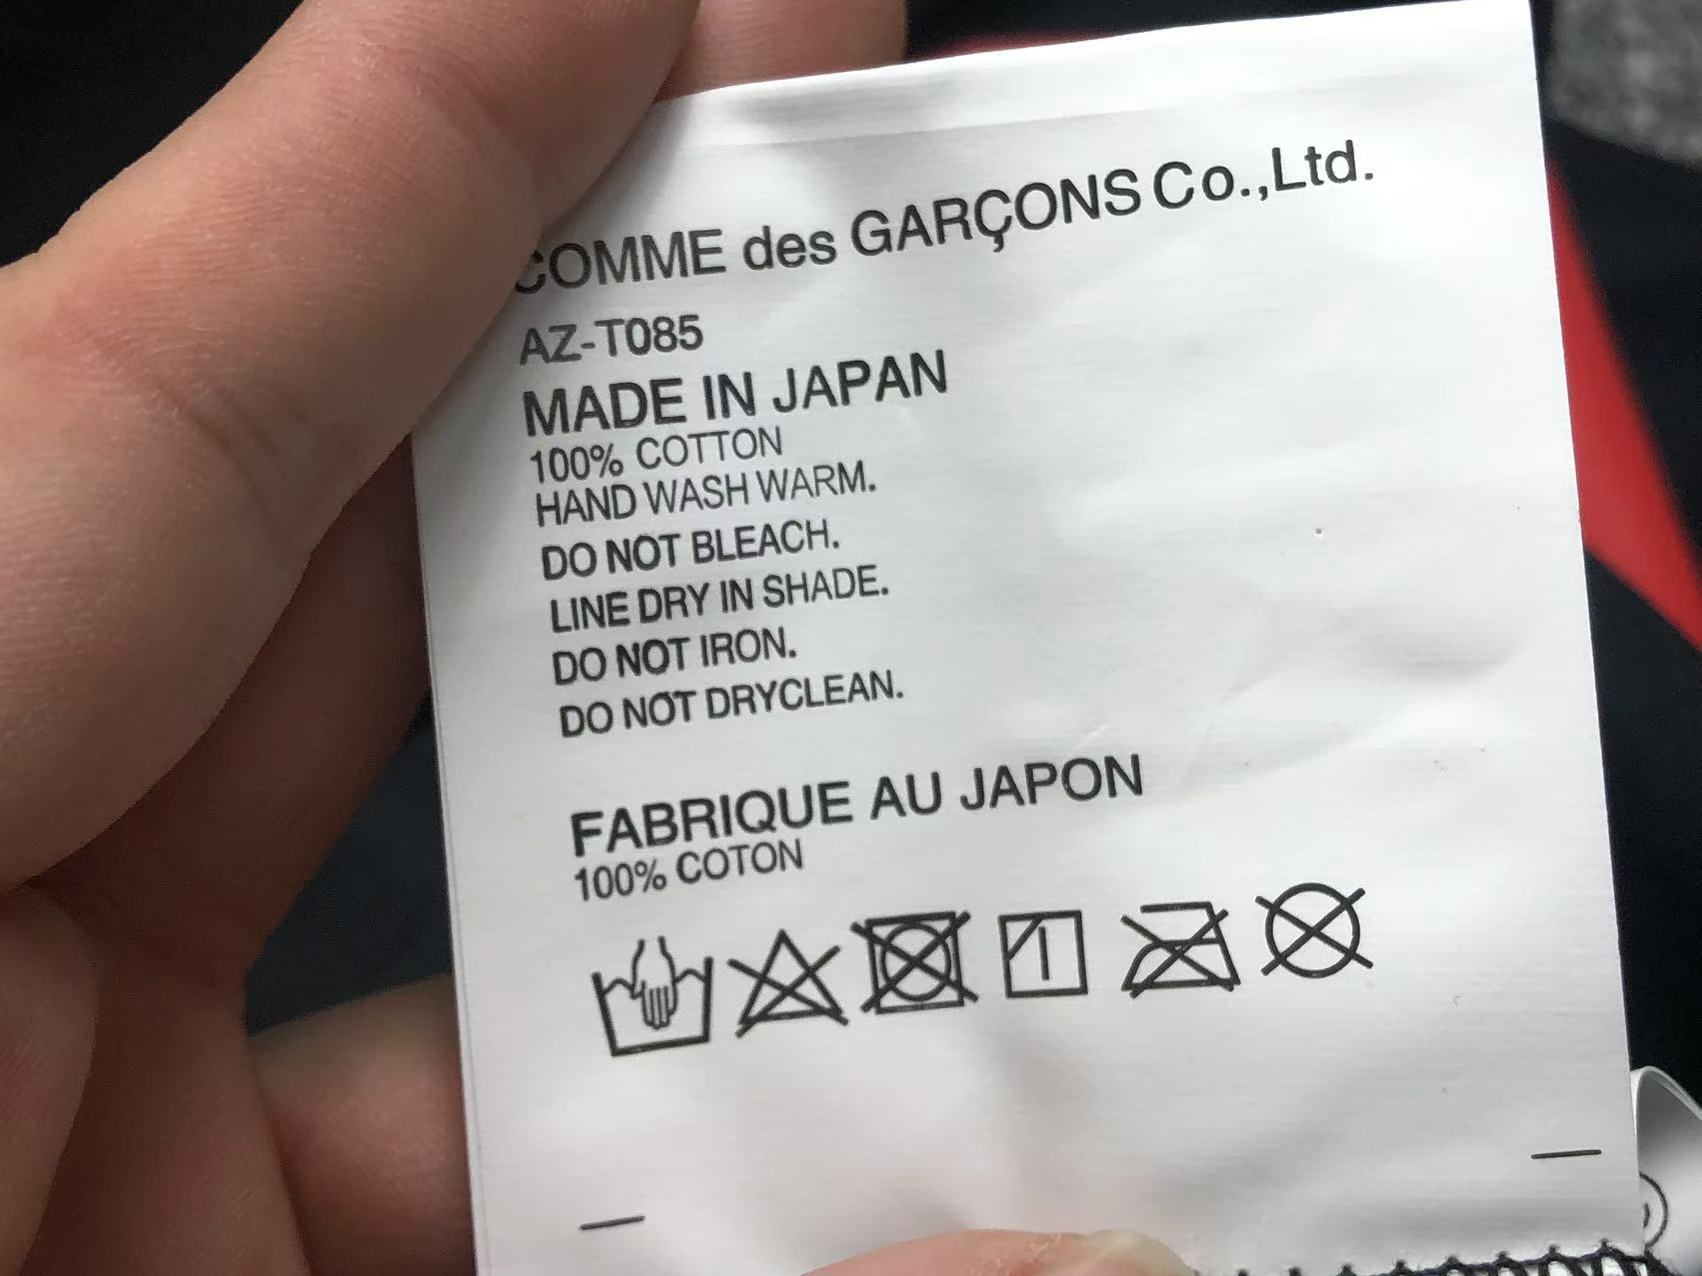 COMME des GARÇONS Co.,Ltd.
AZ-T085
MADE IN JAPAN
100% COTTON
HAND WASH WARM.
DO NOT BLEACH.
LINE DRY IN SHADE.
DO NOT IRON.
DO NOT DRYCLEAN.
FABRIQUE AU JAPON
100% COTON